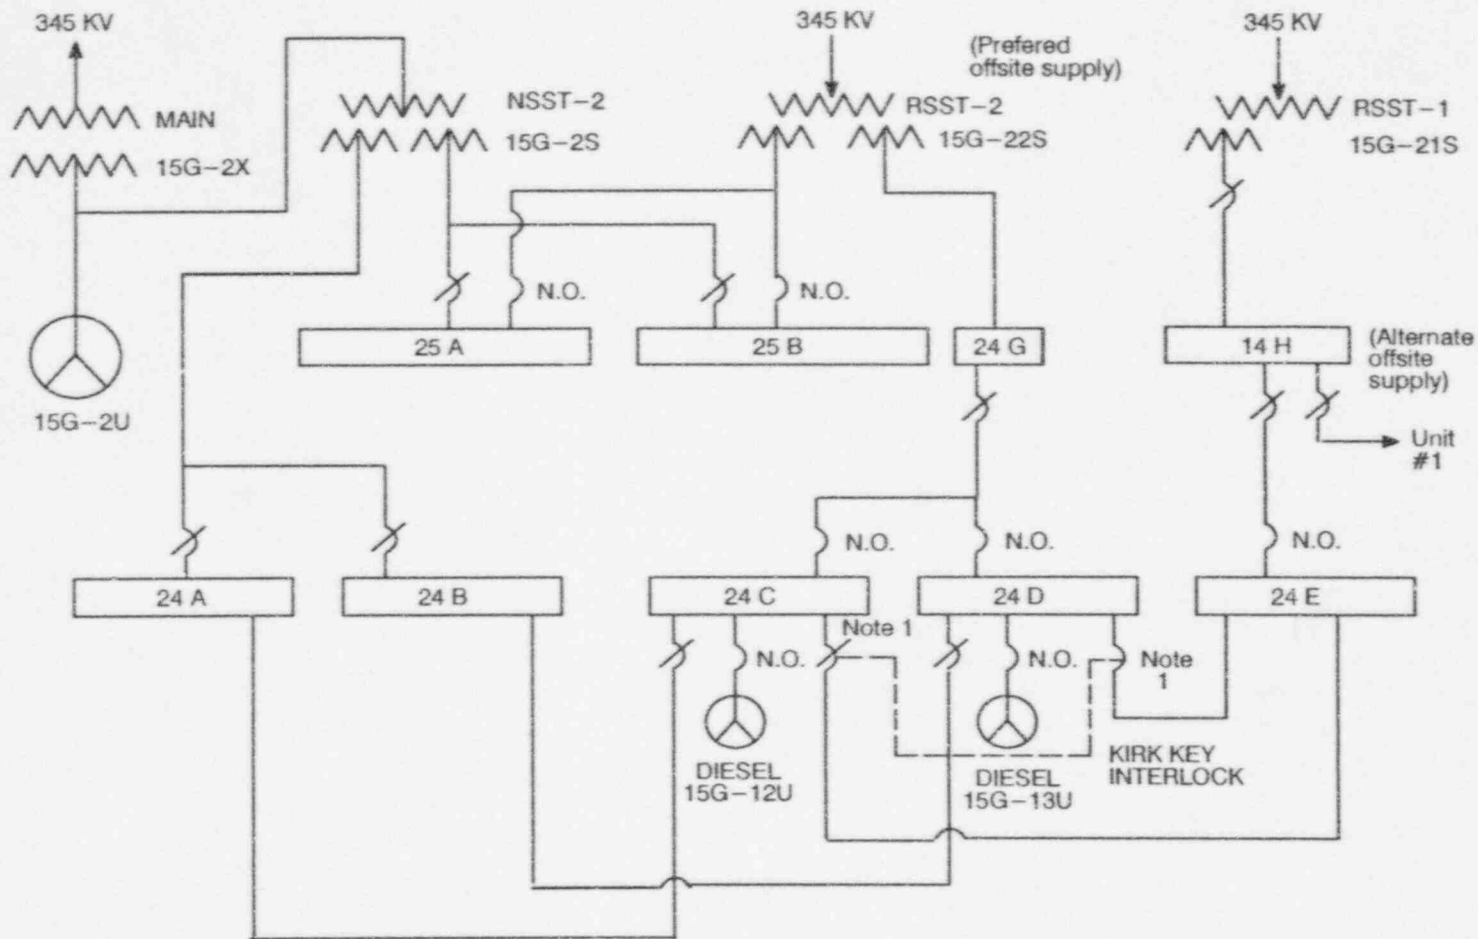 345 KV
345 KV
(Prefered
offsite supply)
345 KV
MAIN
15G-2X
NSST-2
15G-2S
RSST-2
15G-22S
RSST-1
15G-21S
N.O.
N.O.
25 A
25 B
24 G
14 H
(Alternate
offsite
supply)
15G-2U
Unit
#1
N.O.
N.O.
N.O.
24 A
24 B
24 C
24 D
24 E
Note 1
N.O.
N.O.
Note
1
DIESEL
15G-12U
DIESEL
15G-13U
KIRK KEY
INTERLOCK